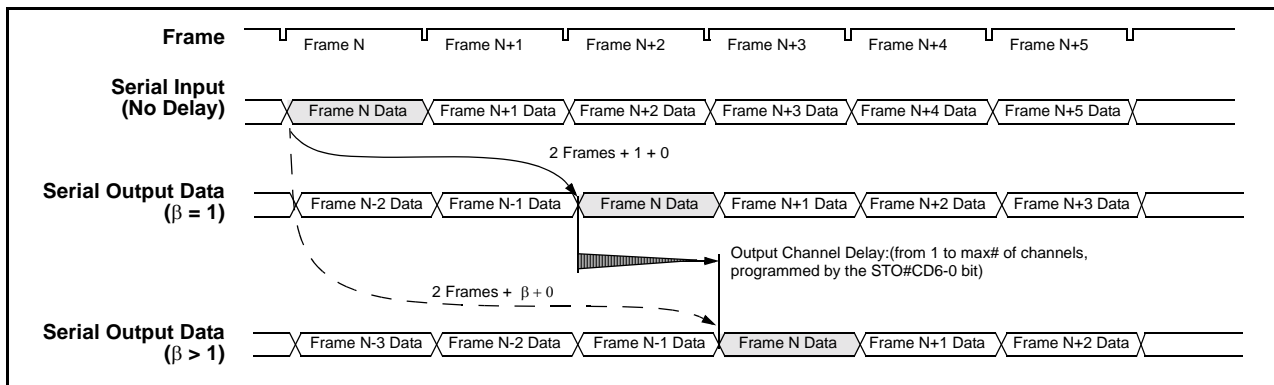 Frame
Frame N Frame N+1 Frame N+2 Frame N+3 Frame N+4 Frame N+5
Serial Input
(No Delay)
Frame N Data Frame N+1 Data Frame N+2 Data Frame N+3 Data Frame N+4 Data Frame N+5 Data
2 Frames + 1 + 0
Serial Output Data
(β = 1)
Frame N-2 Data Frame N-1 Data Frame N Data Frame N+1 Data Frame N+2 Data Frame N+3 Data
Output Channel Delay:(from 1 to max# of channels,
programmed by the STO#CD6-0 bit)
2 Frames + β + 0
Serial Output Data
(β > 1)
Frame N-3 Data Frame N-2 Data Frame N-1 Data Frame N Data Frame N+1 Data Frame N+2 Data